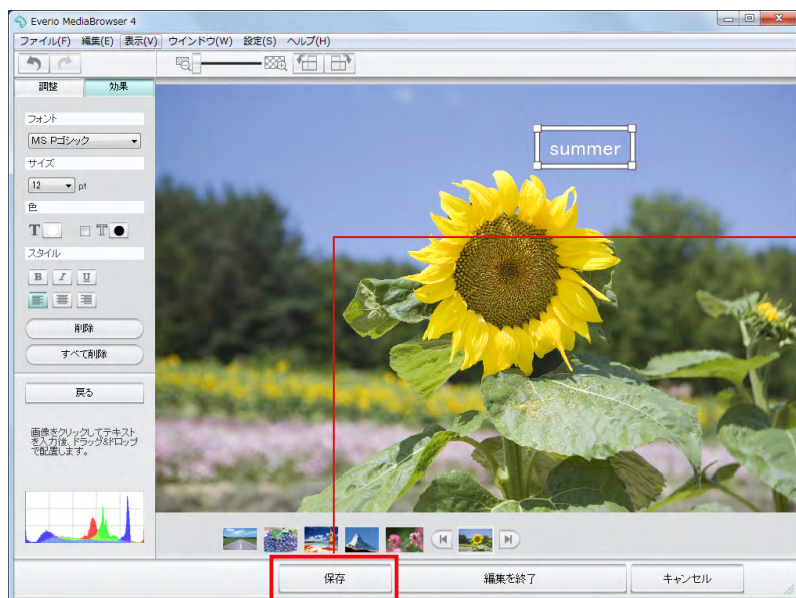 Everio MediaBrowser 4
ファイル(F) 編集(E) 表示(V) ウインドウ(W) 設定(S) ヘルプ(H)
調整 効果
フォント
MS Pゴシック
サイズ
12 pt
色
T T
スタイル
B I U
削除
すべて削除
戻る
画像をクリックしてテキスト
を入力後、ドラッグ&ドロップ
で配置します。
summer
保存 編集を終了 キャンセル